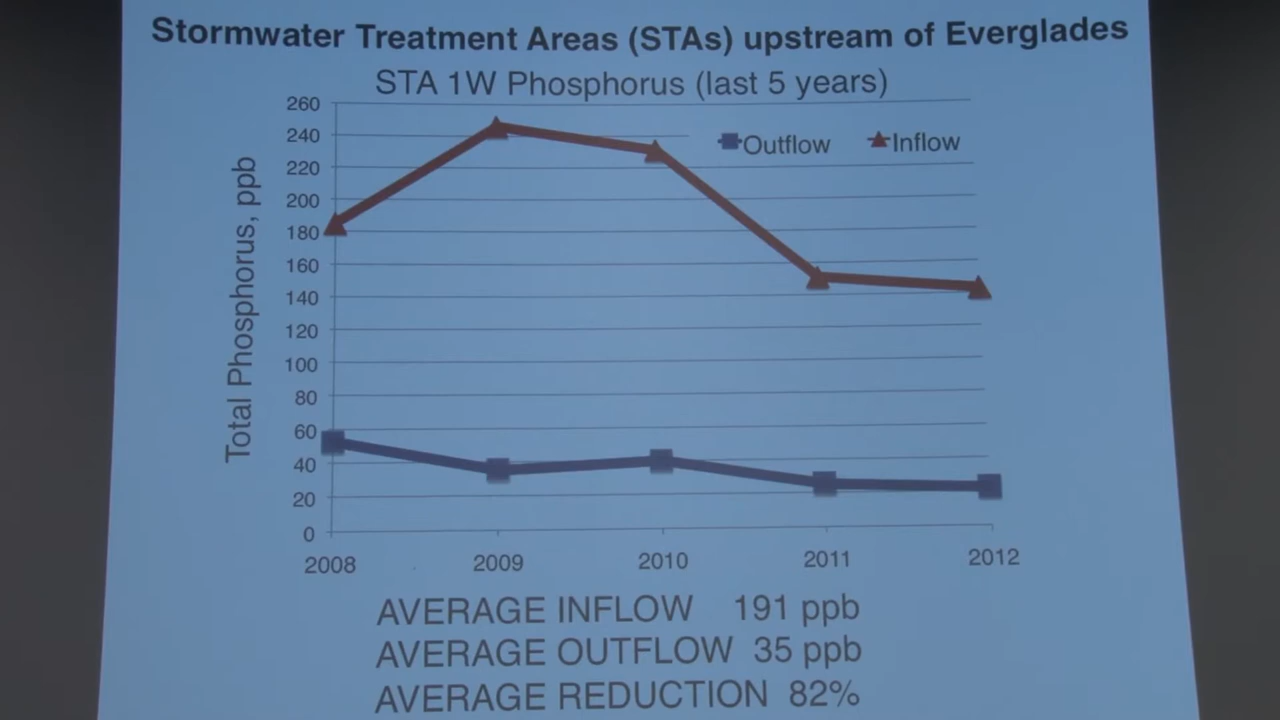 Stormwater Treatment Areas (STAs) upstream of Everglades
STA 1W Phosphorus (last 5 years)
Total Phosphorus, ppb
260
240
220
200
180
160
140
120
100
80
60
40
20
0
Outflow
Inflow
2008
2009
2010
2011
2012
AVERAGE INFLOW 191 ppb
AVERAGE OUTFLOW 35 ppb
AVERAGE REDUCTION 82%